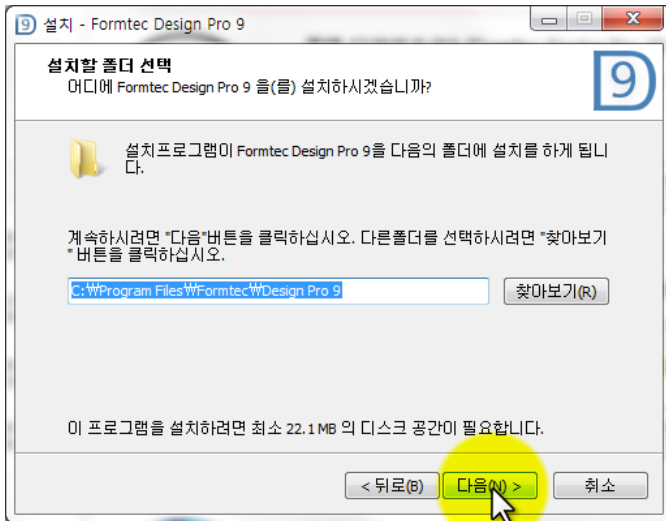 9 설치 - Formtec Design Pro 9
설치할 폴더 선택
어디에 Formtec Design Pro 9 을(를) 설치하시겠습니까?
9
설치프로그램이 Formtec Design Pro 9을 다음의 폴더에 설치를 하게 됩니
다.
계속하시려면 "다음"버튼을 클릭하십시오. 다른폴더를 선택하시려면 "찾아보기
" 버튼을 클릭하십시오.
C:₩Program Files₩Formtec₩Design Pro 9
찾아보기(R)
이 프로그램을 설치하려면 최소 22.1 MB 의 디스크 공간이 필요합니다.
< 뒤로(B) 다음(N) > 취소